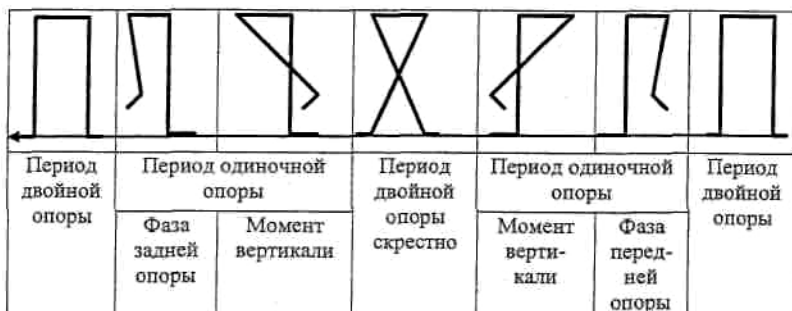 Период
двойной
опоры
Период одиночной
опоры
Период
двойной
опоры
скрестно
Период одиночной
опоры
Период
двойной
опоры
Фаза
задней
опоры
Момент
вертикали
Момент
верти-
кали
Фаза
перед-
ней
опоры